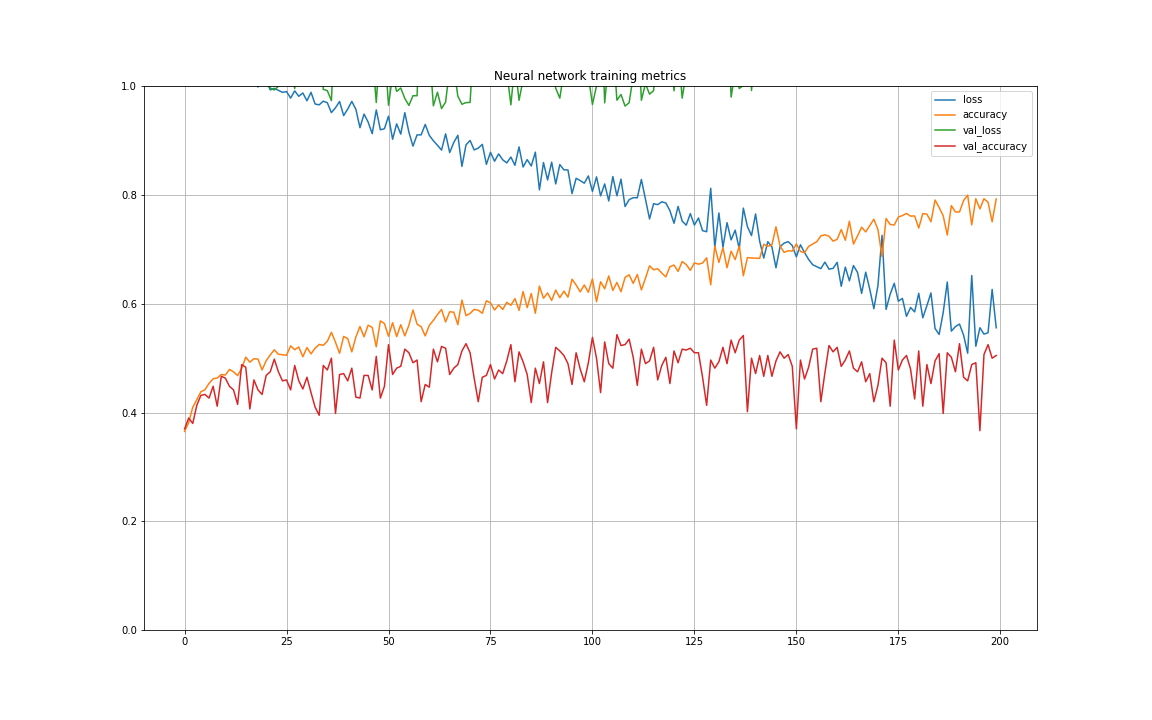 Neural network training metrics
1.0
0.8
0.6
0.4
0.2
0.0
0 25 50 75 100 125 150 175 200
loss
accuracy
val_loss
val_accuracy